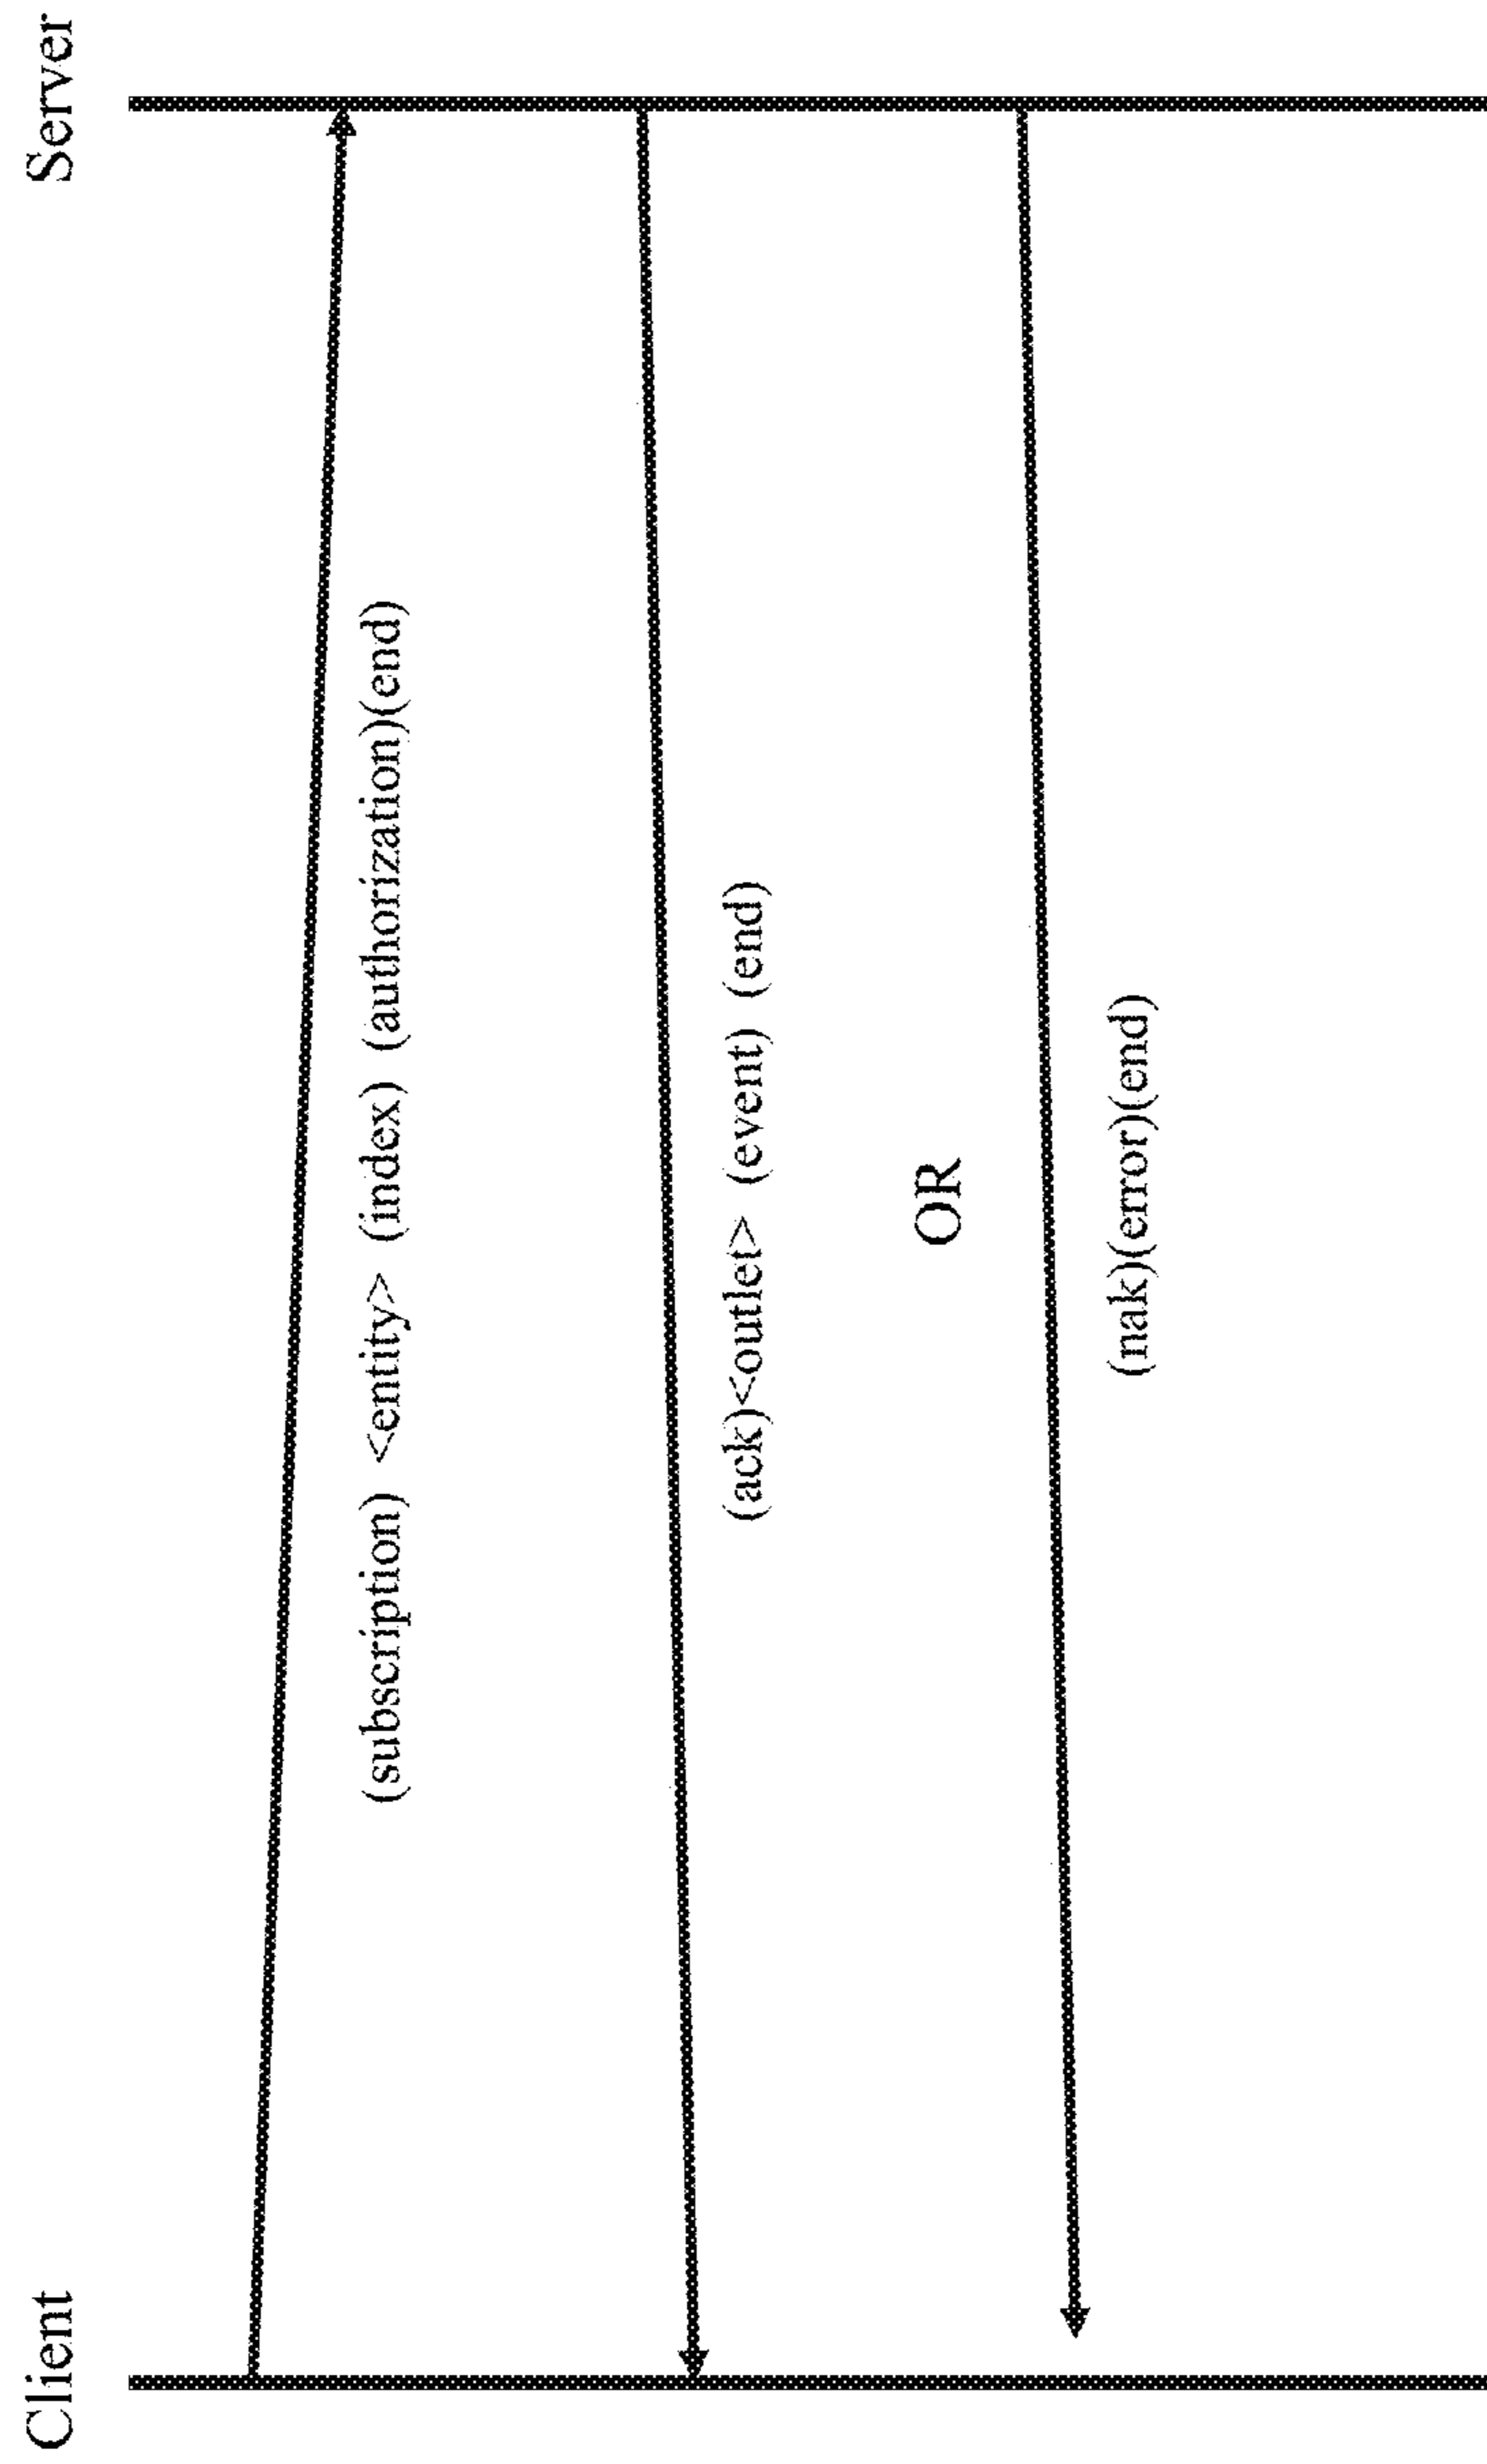 Client
Server
(subscription) <entity> (index) (authorization)(end)
(ack)<outlet> (event) (end)
OR
(nak)(error)(end)